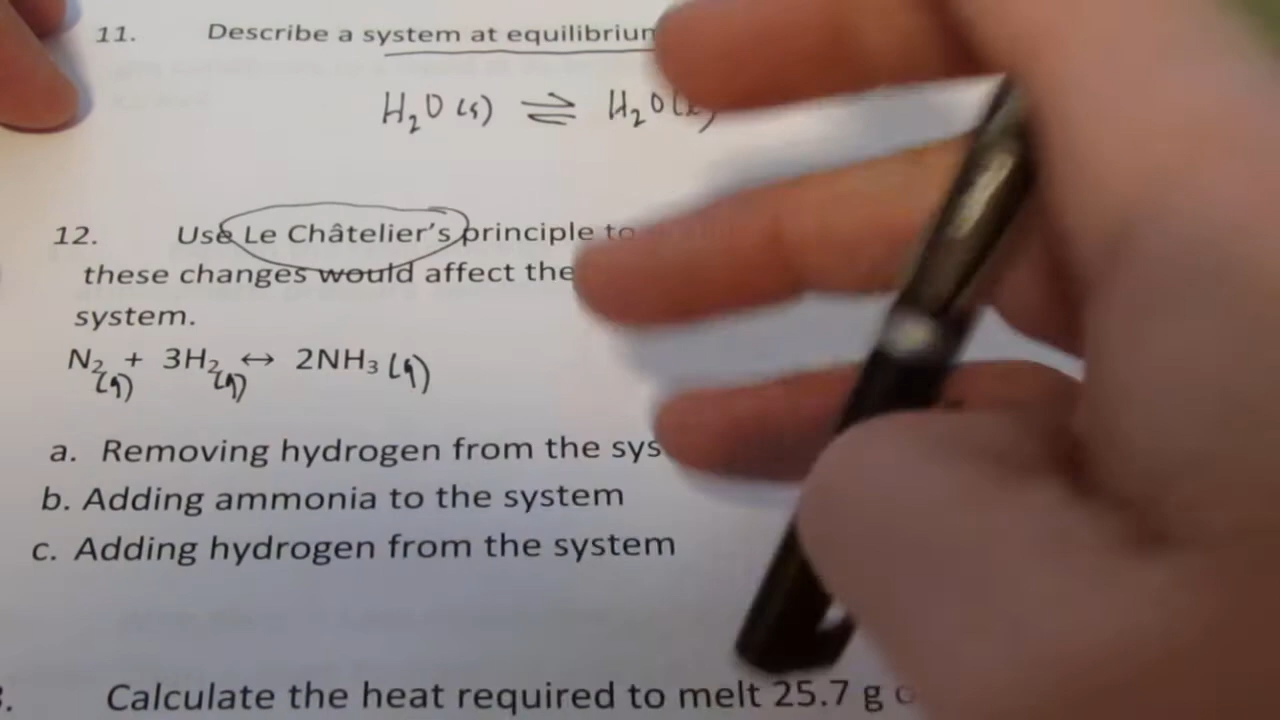 11. Describe a system at equilibrium
H₂O (s) ⇌ H₂O (l)
12. Use Le Châtelier's principle to
these changes would affect the
system.
N₂ (g) + 3H₂ (g) ↔ 2NH₃ (g)
a. Removing hydrogen from the
b. Adding ammonia to the system
c. Adding hydrogen from the system
Calculate the heat required to melt 25.7 g